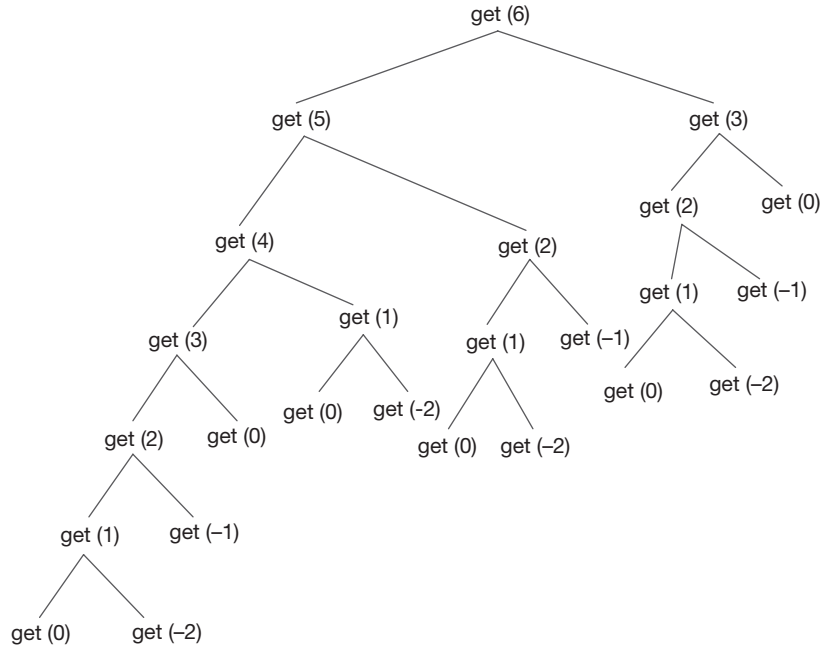 get (6)
get (5) get (3)
get (2) get (0)
get (4) get (2)
get (1) get (–1)
get (3) get (1) get (1) get (–1)
get (0) get (–2)
get (0) get (-2)
get (2) get (0) get (0) get (–2)
get (1) get (–1)
get (0) get (–2)